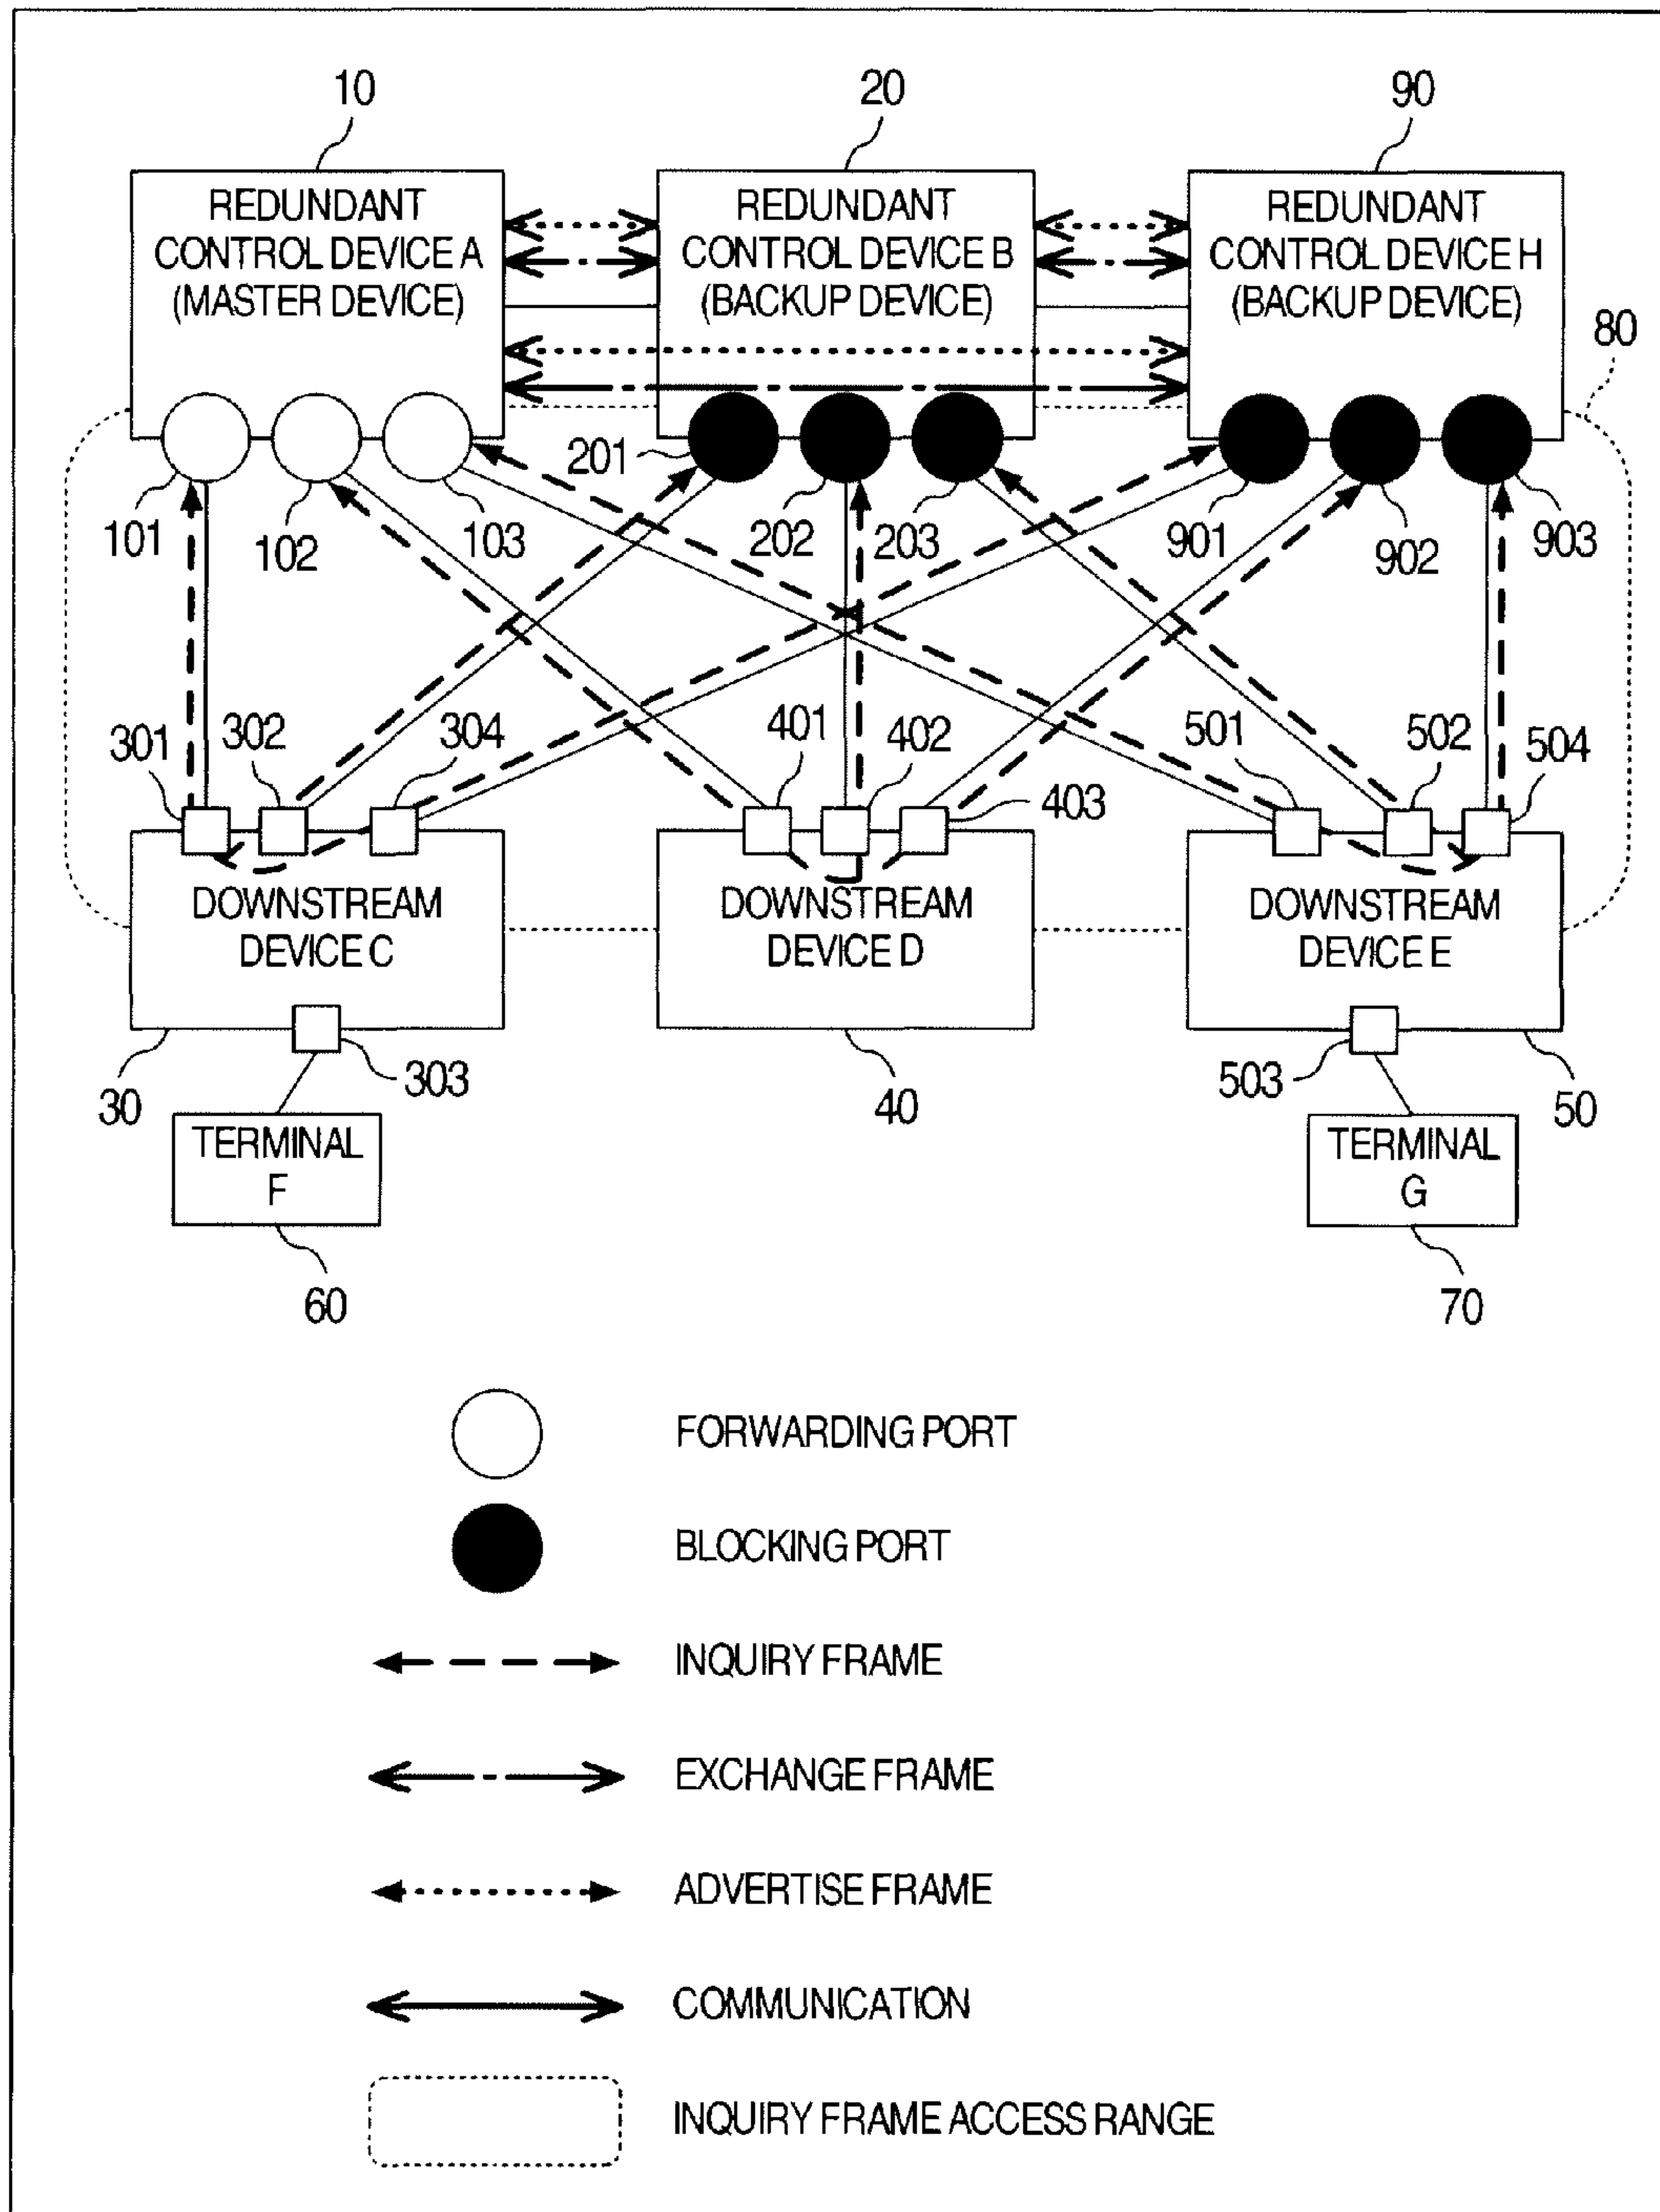 10
20
90
REDUNDANT
CONTROL DEVICE A
(MASTER DEVICE)
REDUNDANT
CONTROL DEVICE B
(BACKUP DEVICE)
REDUNDANT
CONTROL DEVICE H
(BACKUP DEVICE)
80
101
102
103
201
202
203
901
902
903
301
302
304
401
402
403
501
502
504
DOWNSTREAM
DEVICE C
DOWNSTREAM
DEVICE D
DOWNSTREAM
DEVICE E
30
303
40
503
50
TERMINAL
F
TERMINAL
G
60
70
FORWARDING PORT
BLOCKING PORT
INQUIRY FRAME
EXCHANGE FRAME
ADVERTISE FRAME
COMMUNICATION
INQUIRY FRAME ACCESS RANGE